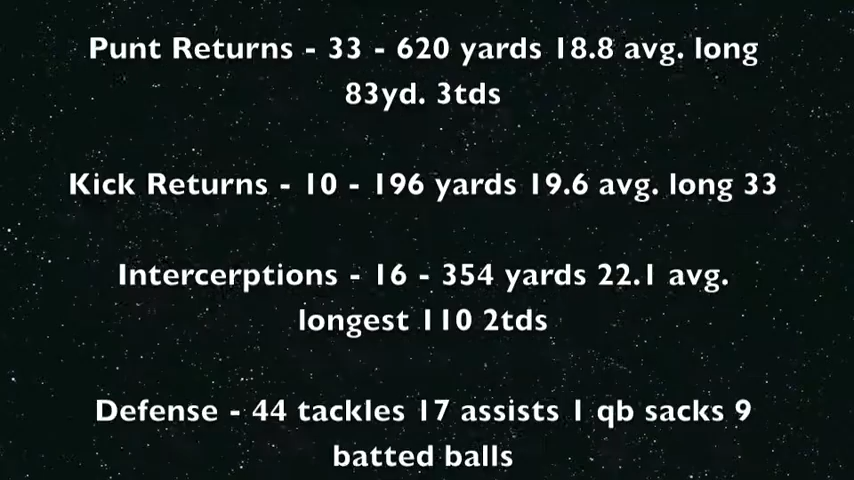 Punt Returns - 33 - 620 yards 18.8 avg. long
83yd. 3tds
Kick Returns - 10 - 196 yards 19.6 avg. long 33
Intercerptions - 16 - 354 yards 22.1 avg.
longest 110 2tds
Defense - 44 tackles 17 assists 1 qb sacks 9
batted balls